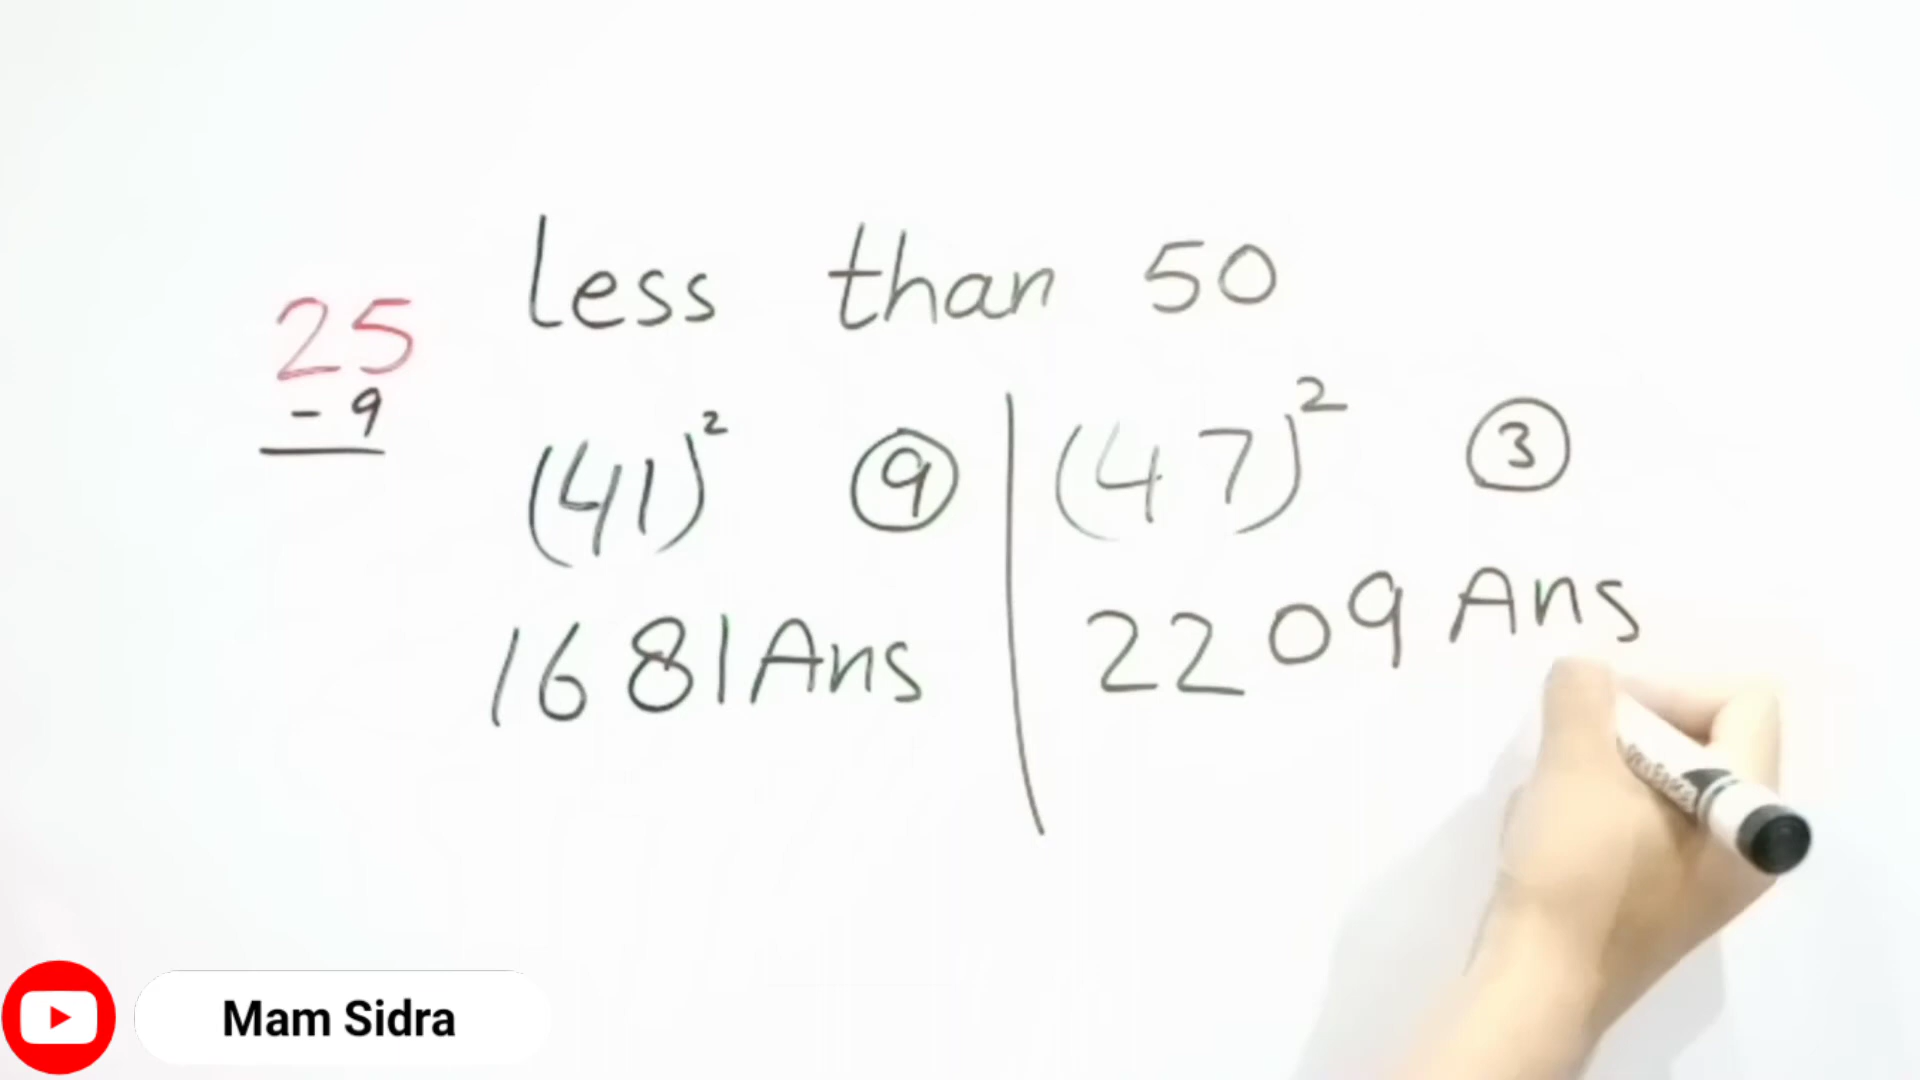 less than 50
25
- 9
(41)² ⑨
1681 Ans
(47)² ③
2209 Ans
Mam Sidra